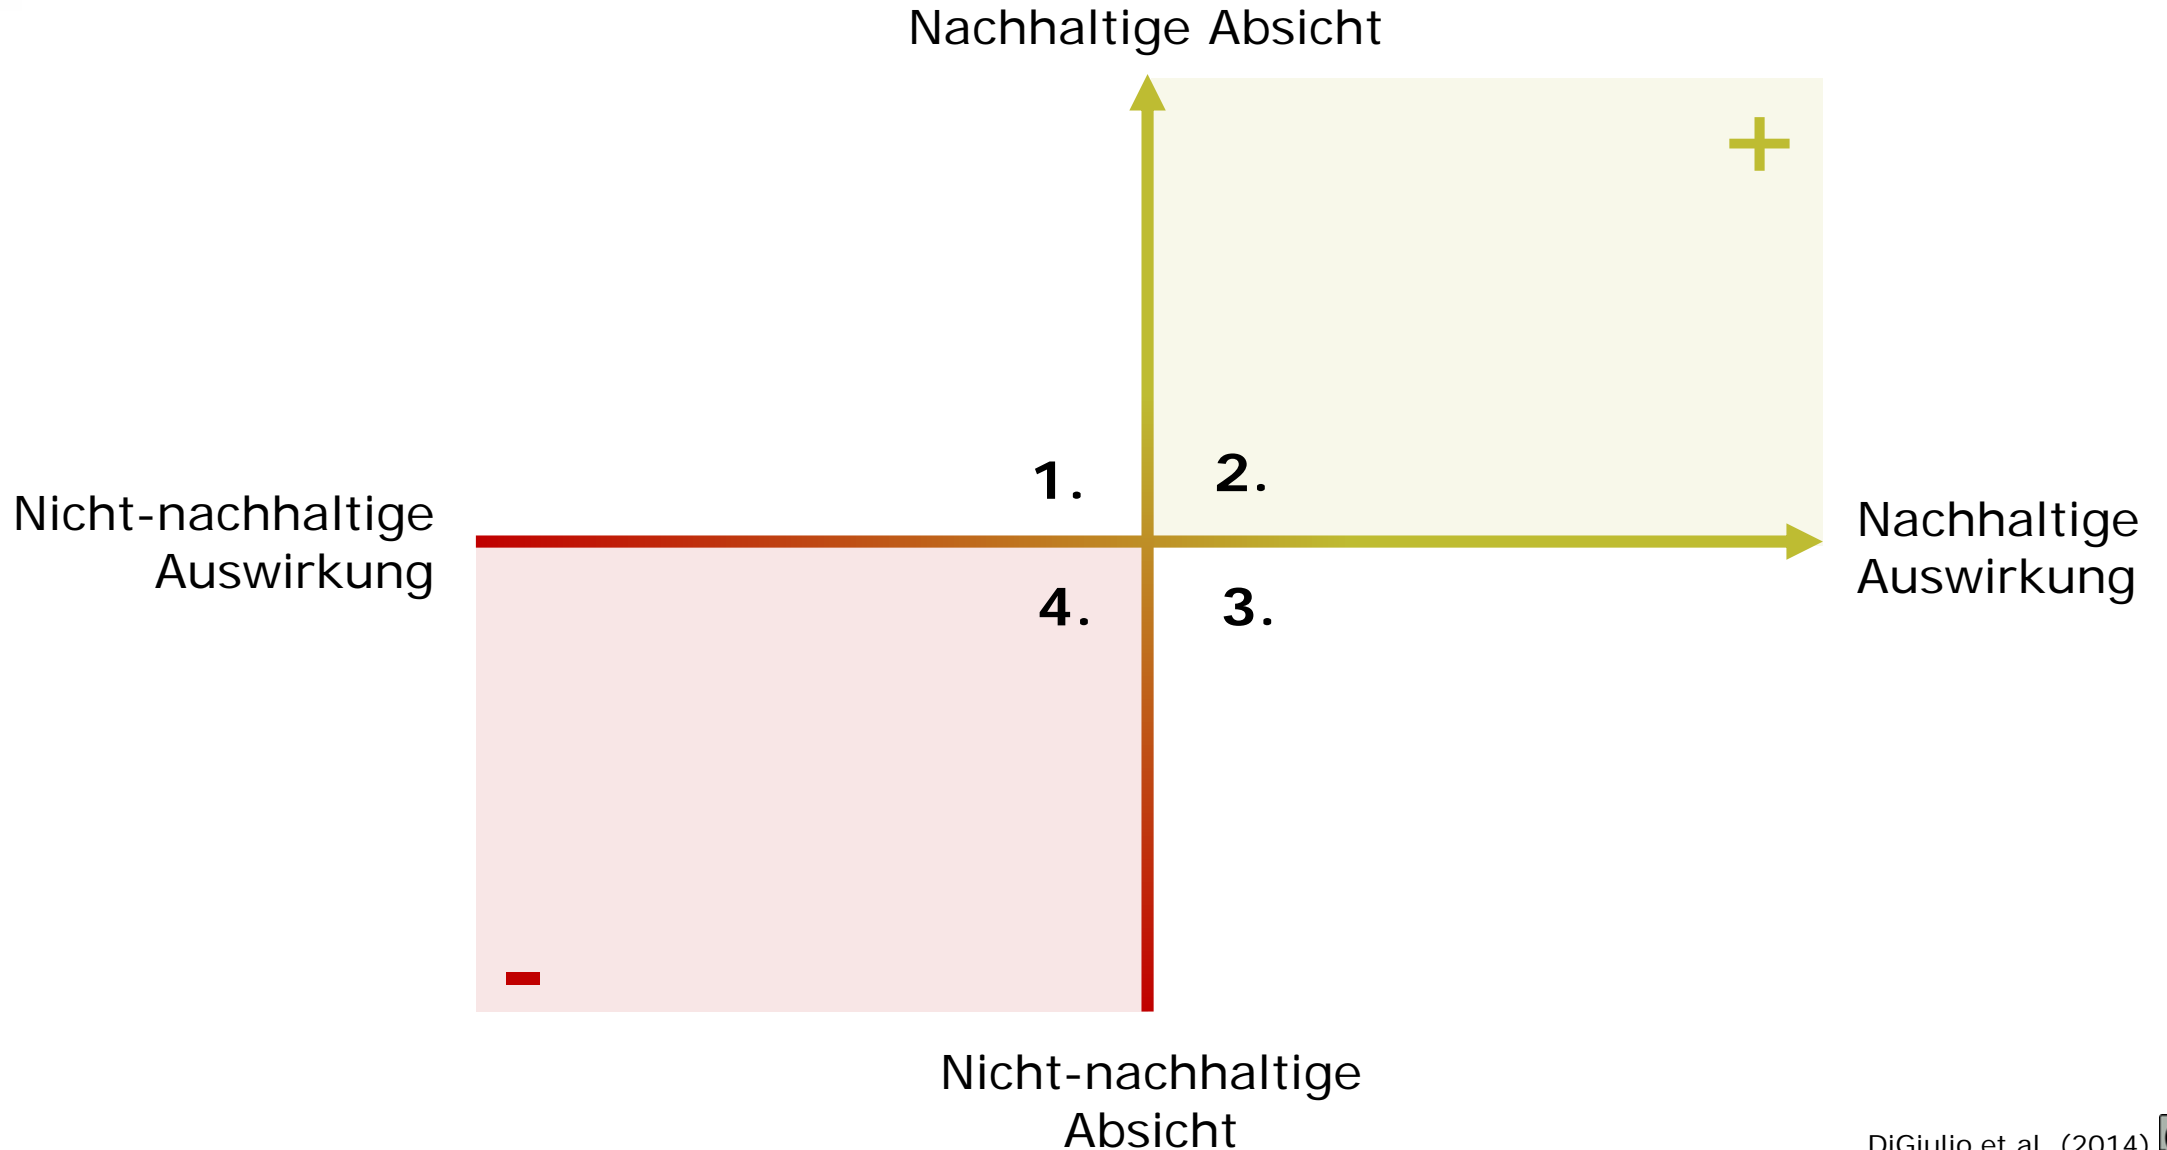 Nachhaltige Absicht
+
1.
2.
Nicht-nachhaltige
Auswirkung
Nachhaltige
Auswirkung
4.
3.
-
Nicht-nachhaltige
Absicht
DiGiulio et al. (2014)